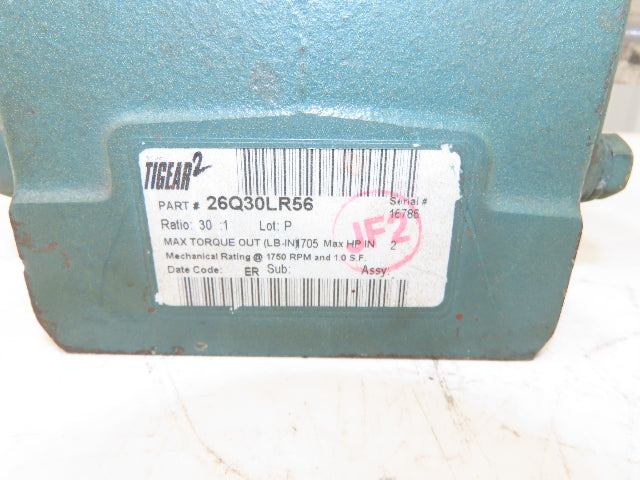 TIGEAR2
PART # 26Q30LR56 Serial #
16786
Ratio: 30 :1 Lot: P
JF2
MAX TORQUE OUT (LB-IN) 1705 Max HP IN 2
Mechanical Rating @ 1750 RPM and 1.0 S.F.
Date Code: ER Sub: Assy: